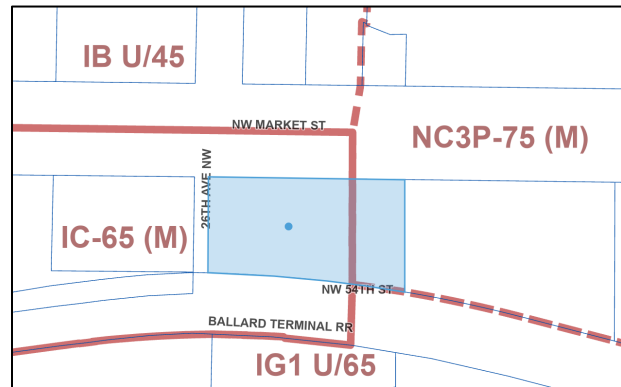 IB U/45
NW MARKET ST
NC3P-75 (M)
26TH AVE NW
IC-65 (M)
NW 54TH ST
BALLARD TERMINAL RR
IG1 U/65